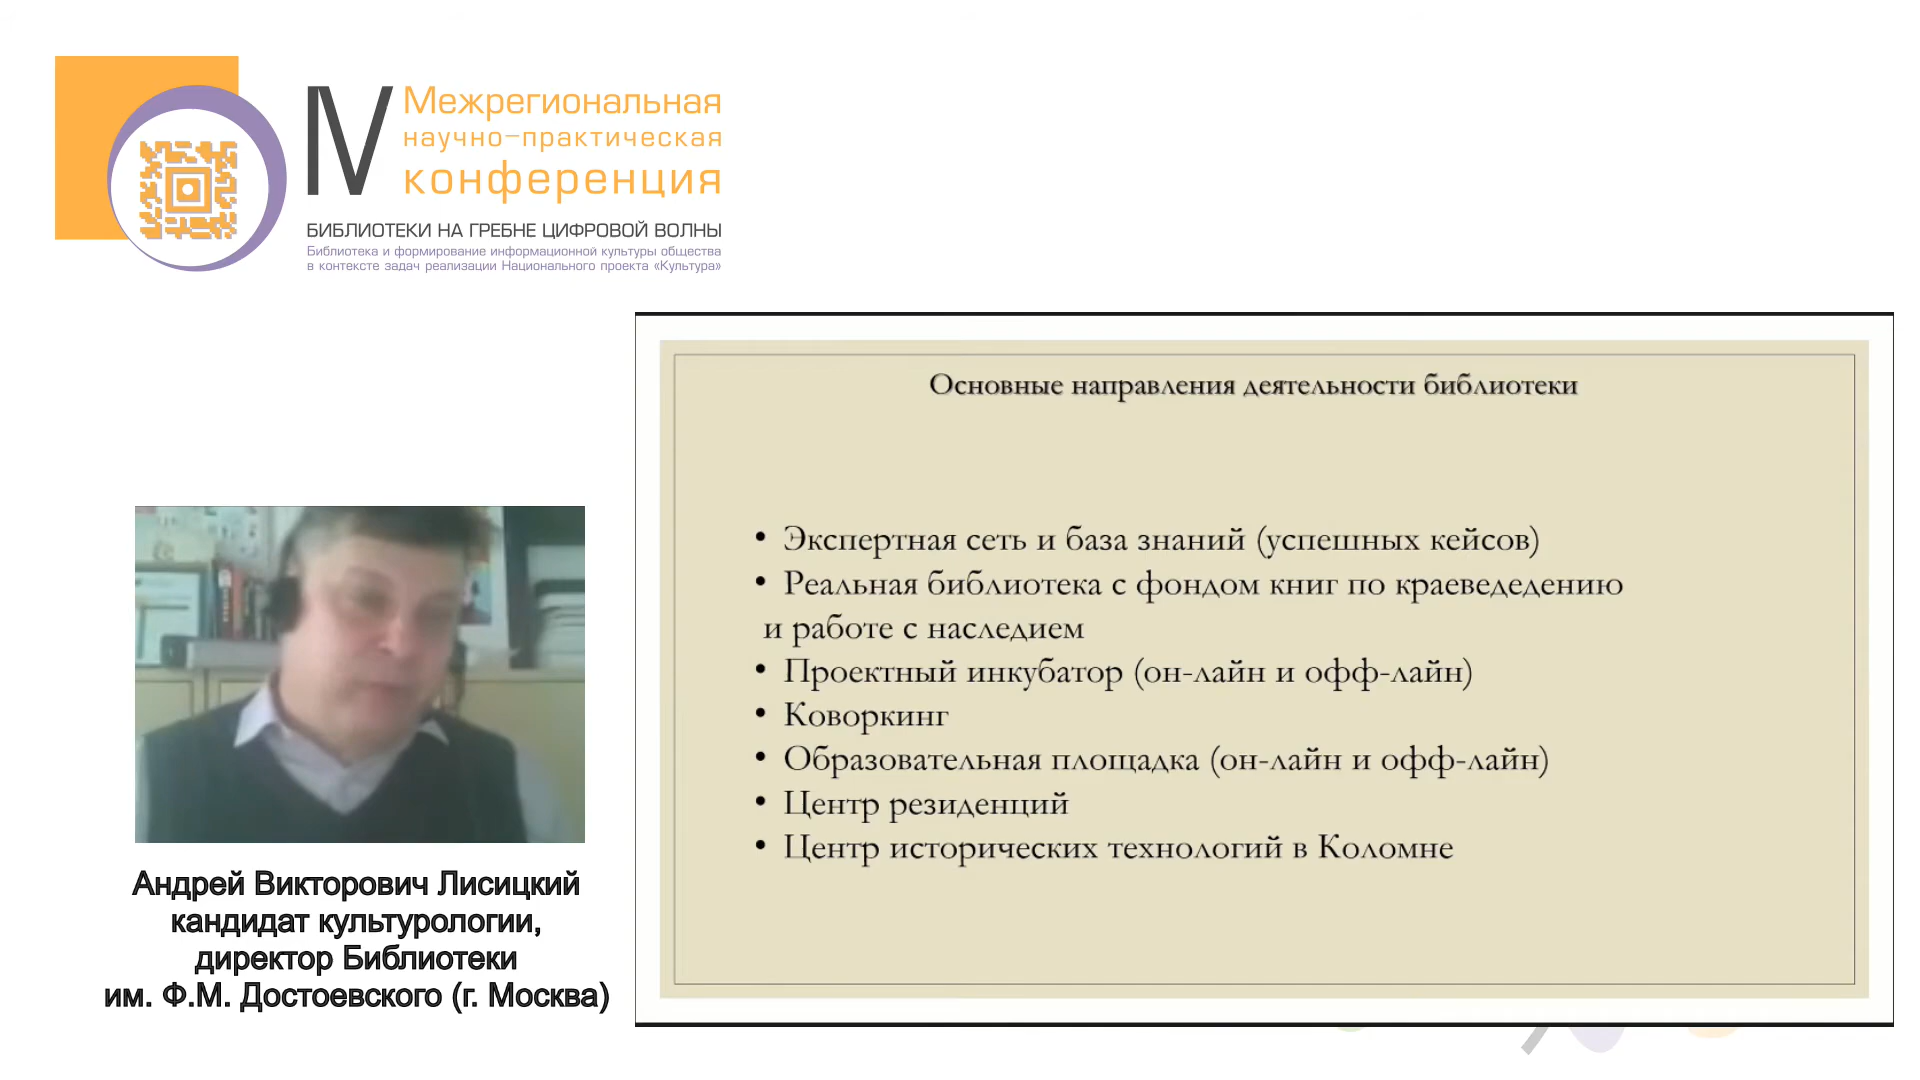 IV
Межрегиональная
научно-практическая
конференция
БИБЛИОТЕКИ НА ГРЕБНЕ ЦИФРОВОЙ ВОЛНЫ
Библиотека и формирование информационной культуры общества
в контексте задач реализации Национального проекта «Культура»
Основные направления деятельности библиотеки
• Экспертная сеть и база знаний (успешных кейсов)
• Реальная библиотека с фондом книг по краеведедению
и работе с наследием
• Проектный инкубатор (он-лайн и офф-лайн)
• Коворкинг
• Образовательная площадка (он-лайн и офф-лайн)
• Центр резиденций
• Центр исторических технологий в Коломне
Андрей Викторович Лисицкий
кандидат культурологии,
директор Библиотеки
им. Ф.М. Достоевского (г. Москва)